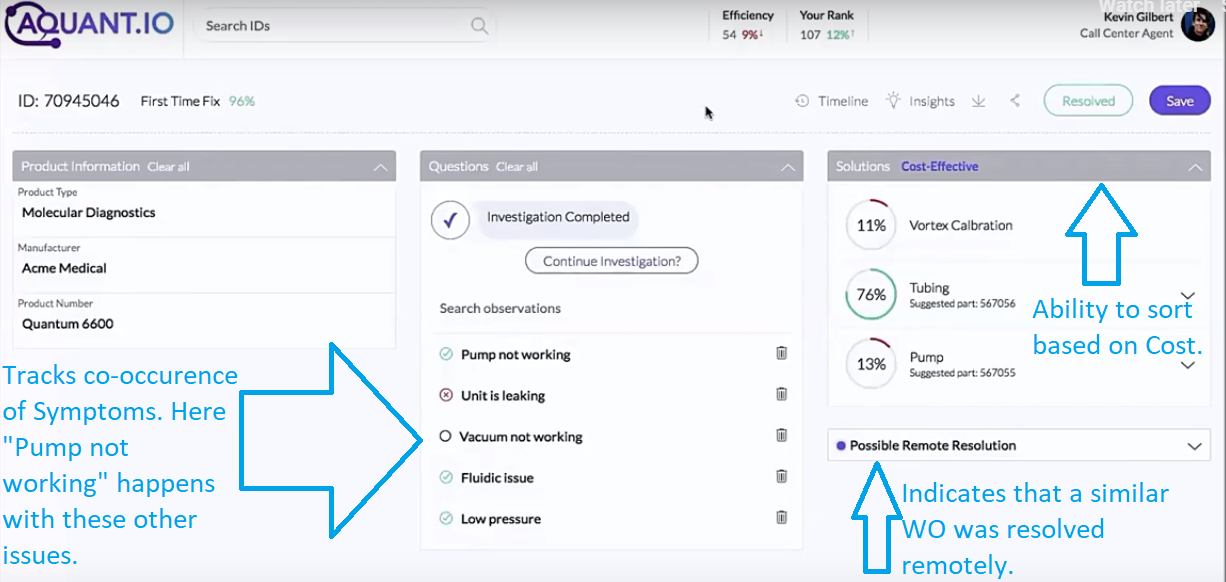 AQUANT.IO
Search IDs
Efficiency
54 9%↓
Your Rank
107 12%↑
Watch later
Kevin Gilbert
Call Center Agent
ID: 70945046 First Time Fix 96%
Timeline Insights Resolved Save
Product Information Clear all
Product Type
Molecular Diagnostics
Manufacturer
Acme Medical
Product Number
Quantum 6600
Tracks co-occurence
of Symptoms. Here
"Pump not
working" happens
with these other
issues.
Questions Clear all
Investigation Completed
Continue Investigation?
Search observations
Pump not working
Unit is leaking
Vacuum not working
Fluidic issue
Low pressure
Solutions Cost-Effective
11% Vortex Calbration
76% Tubing
Suggested part: 567056
13% Pump
Suggested part: 567055
Ability to sort
based on Cost.
Possible Remote Resolution
Indicates that a similar
WO was resolved
remotely.